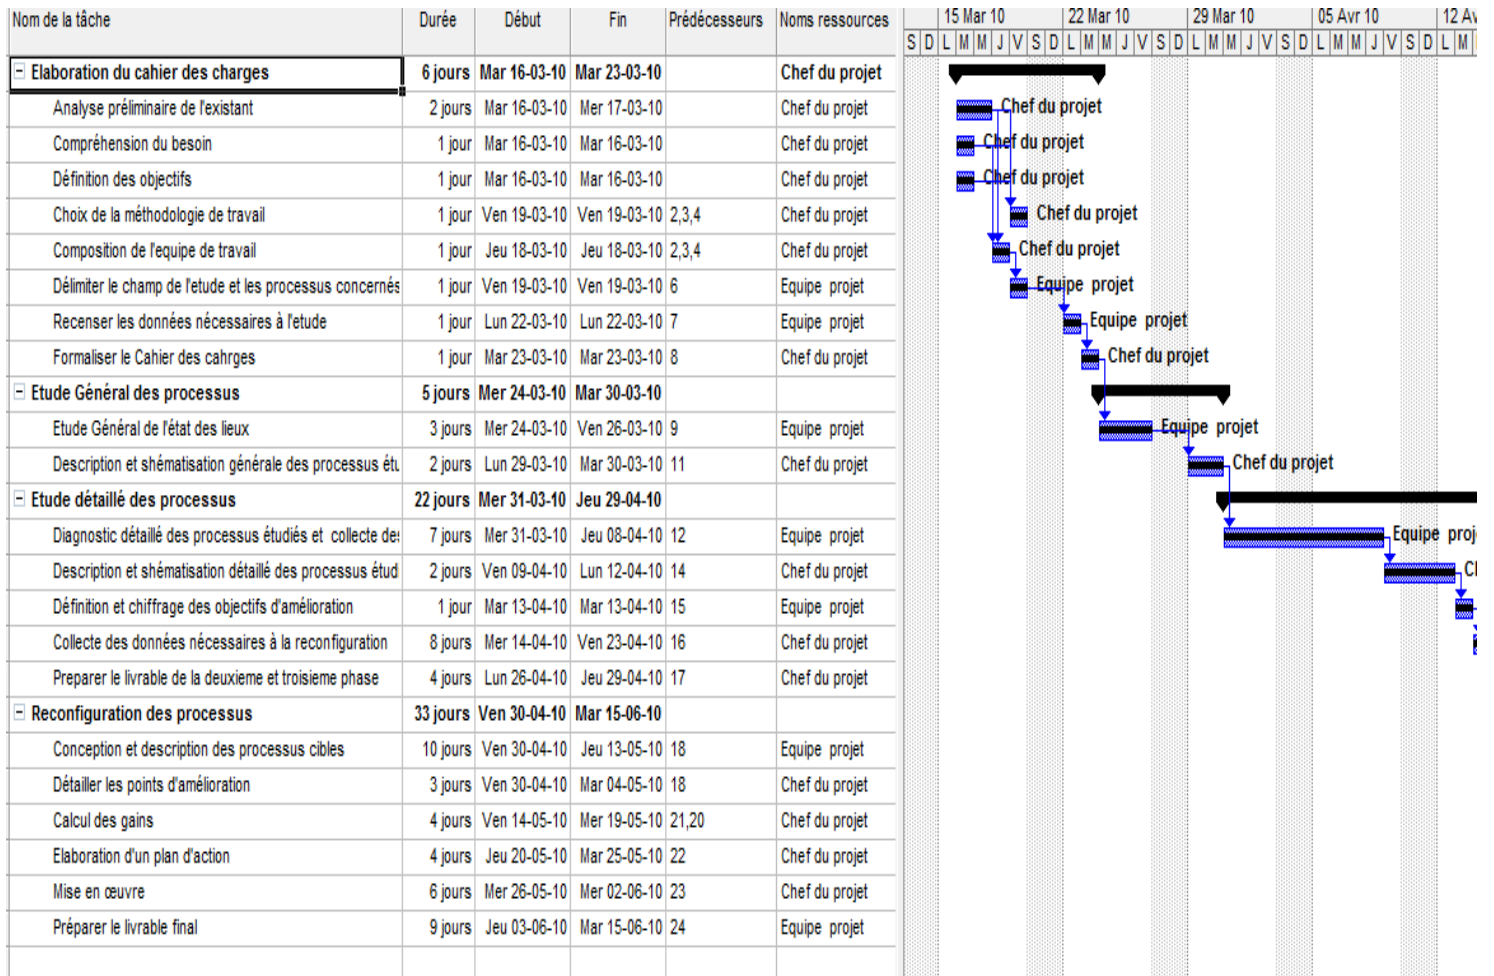 Nom de la tâche Durée Début Fin Prédécesseurs Noms ressources 15 Mar 10 22 Mar 10 29 Mar 10 05 Avr 10 12 Av
S D L M M J V S D L M M J V S D L M M J V S D L M M J V S D L M
Elaboration du cahier des charges 6 jours Mar 16-03-10 Mar 23-03-10 Chef du projet
Analyse préliminaire de l'existant 2 jours Mar 16-03-10 Mer 17-03-10 Chef du projet Chef du projet
Compréhension du besoin 1 jour Mar 16-03-10 Mar 16-03-10 Chef du projet Chef du projet
Définition des objectifs 1 jour Mar 16-03-10 Mar 16-03-10 Chef du projet Chef du projet
Choix de la méthodologie de travail 1 jour Ven 19-03-10 Ven 19-03-10 2,3,4 Chef du projet Chef du projet
Composition de l'equipe de travail 1 jour Jeu 18-03-10 Jeu 18-03-10 2,3,4 Chef du projet Chef du projet
Délimiter le champ de l'etude et les processus concernés 1 jour Ven 19-03-10 Ven 19-03-10 6 Equipe projet Equipe projet
Recenser les données nécessaires à l'etude 1 jour Lun 22-03-10 Lun 22-03-10 7 Equipe projet Equipe projet
Formaliser le Cahier des cahrges 1 jour Mar 23-03-10 Mar 23-03-10 8 Chef du projet Chef du projet
Etude Général des processus 5 jours Mer 24-03-10 Mar 30-03-10
Etude Général de l'état des lieux 3 jours Mer 24-03-10 Ven 26-03-10 9 Equipe projet Equipe projet
Description et shématisation générale des processus étu 2 jours Lun 29-03-10 Mar 30-03-10 11 Chef du projet Chef du projet
Etude détaillé des processus 22 jours Mer 31-03-10 Jeu 29-04-10
Diagnostic détaillé des processus étudiés et collecte des 7 jours Mer 31-03-10 Jeu 08-04-10 12 Equipe projet Equipe proj
Description et shématisation détaillé des processus étud 2 jours Ven 09-04-10 Lun 12-04-10 14 Chef du projet Cl
Définition et chiffrage des objectifs d'amélioration 1 jour Mar 13-04-10 Mar 13-04-10 15 Equipe projet
Collecte des données nécessaires à la reconfiguration 8 jours Mer 14-04-10 Ven 23-04-10 16 Chef du projet
Preparer le livrable de la deuxieme et troisieme phase 4 jours Lun 26-04-10 Jeu 29-04-10 17 Chef du projet
Reconfiguration des processus 33 jours Ven 30-04-10 Mar 15-06-10
Conception et description des processus cibles 10 jours Ven 30-04-10 Jeu 13-05-10 18 Equipe projet
Détailler les points d'amélioration 3 jours Ven 30-04-10 Mar 04-05-10 18 Chef du projet
Calcul des gains 4 jours Ven 14-05-10 Mer 19-05-10 21,20 Chef du projet
Elaboration d'un plan d'action 4 jours Jeu 20-05-10 Mar 25-05-10 22 Chef du projet
Mise en œuvre 6 jours Mer 26-05-10 Mer 02-06-10 23 Chef du projet
Préparer le livrable final 9 jours Jeu 03-06-10 Mar 15-06-10 24 Equipe projet